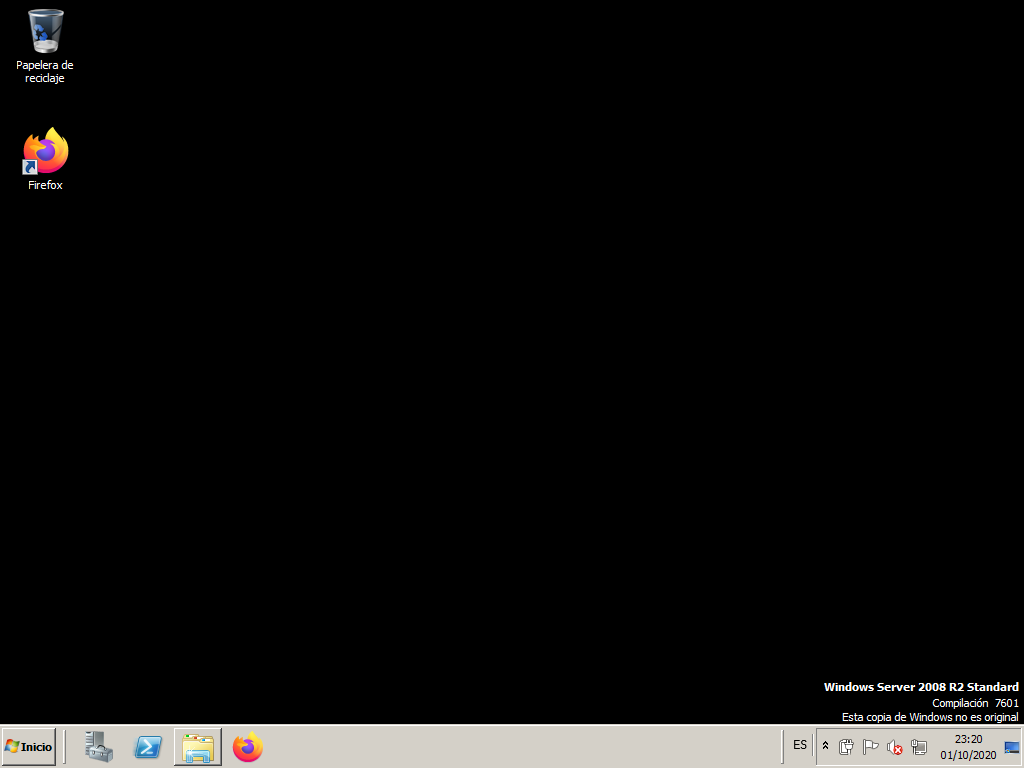 Papelera de
reciclaje
Firefox
Windows Server 2008 R2 Standard
Compilación 7601
Esta copia de Windows no es original
Inicio
ES
23:20
01/10/2020